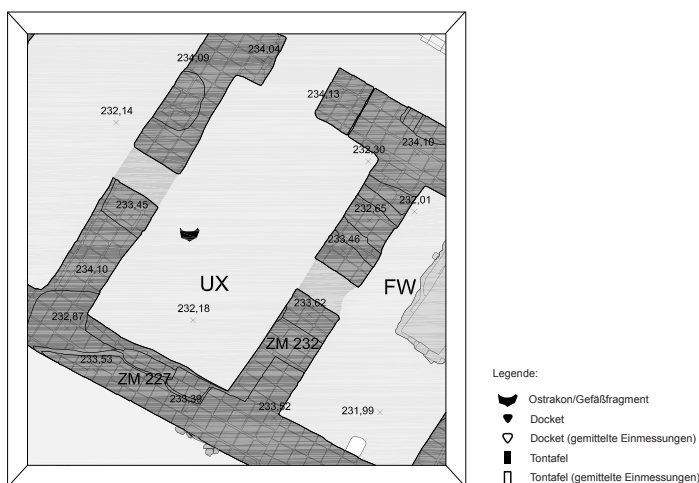 234,04
234,09
234,13
232,14
234,10
232,30
232,01
233,45
232,65
233,46
UX
FW
234,10
232,18
233,62
232,87
ZM 232
233,53
ZM 227
233,39
233,52
231,99
Legende:
Ostrakon/Gefäßfragment
Docket
Docket (gemittelte Einmessungen)
Tontafel
Tontafel (gemittelte Einmessungen)